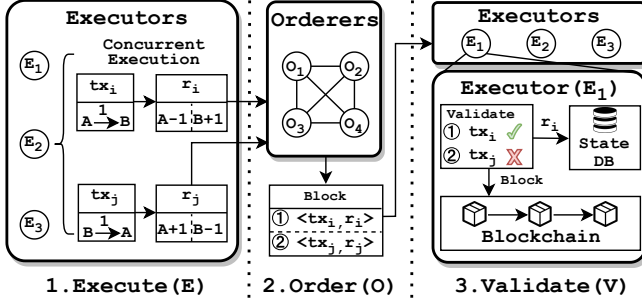 Executors
Concurrent
Execution
E1
E2
E3
txi
1
A→B
ri
A-1 B+1
txj
1
B→A
rj
A+1 B-1
1.Execute(E)
Orderers
O1
O2
O3
O4
Block
① <txi,ri>
② <txj,rj>
2.Order(O)
Executors
E1
E2
E3
Executor(E1)
Validate
① txi
② txj
ri
State
DB
Block
Blockchain
3.Validate(V)